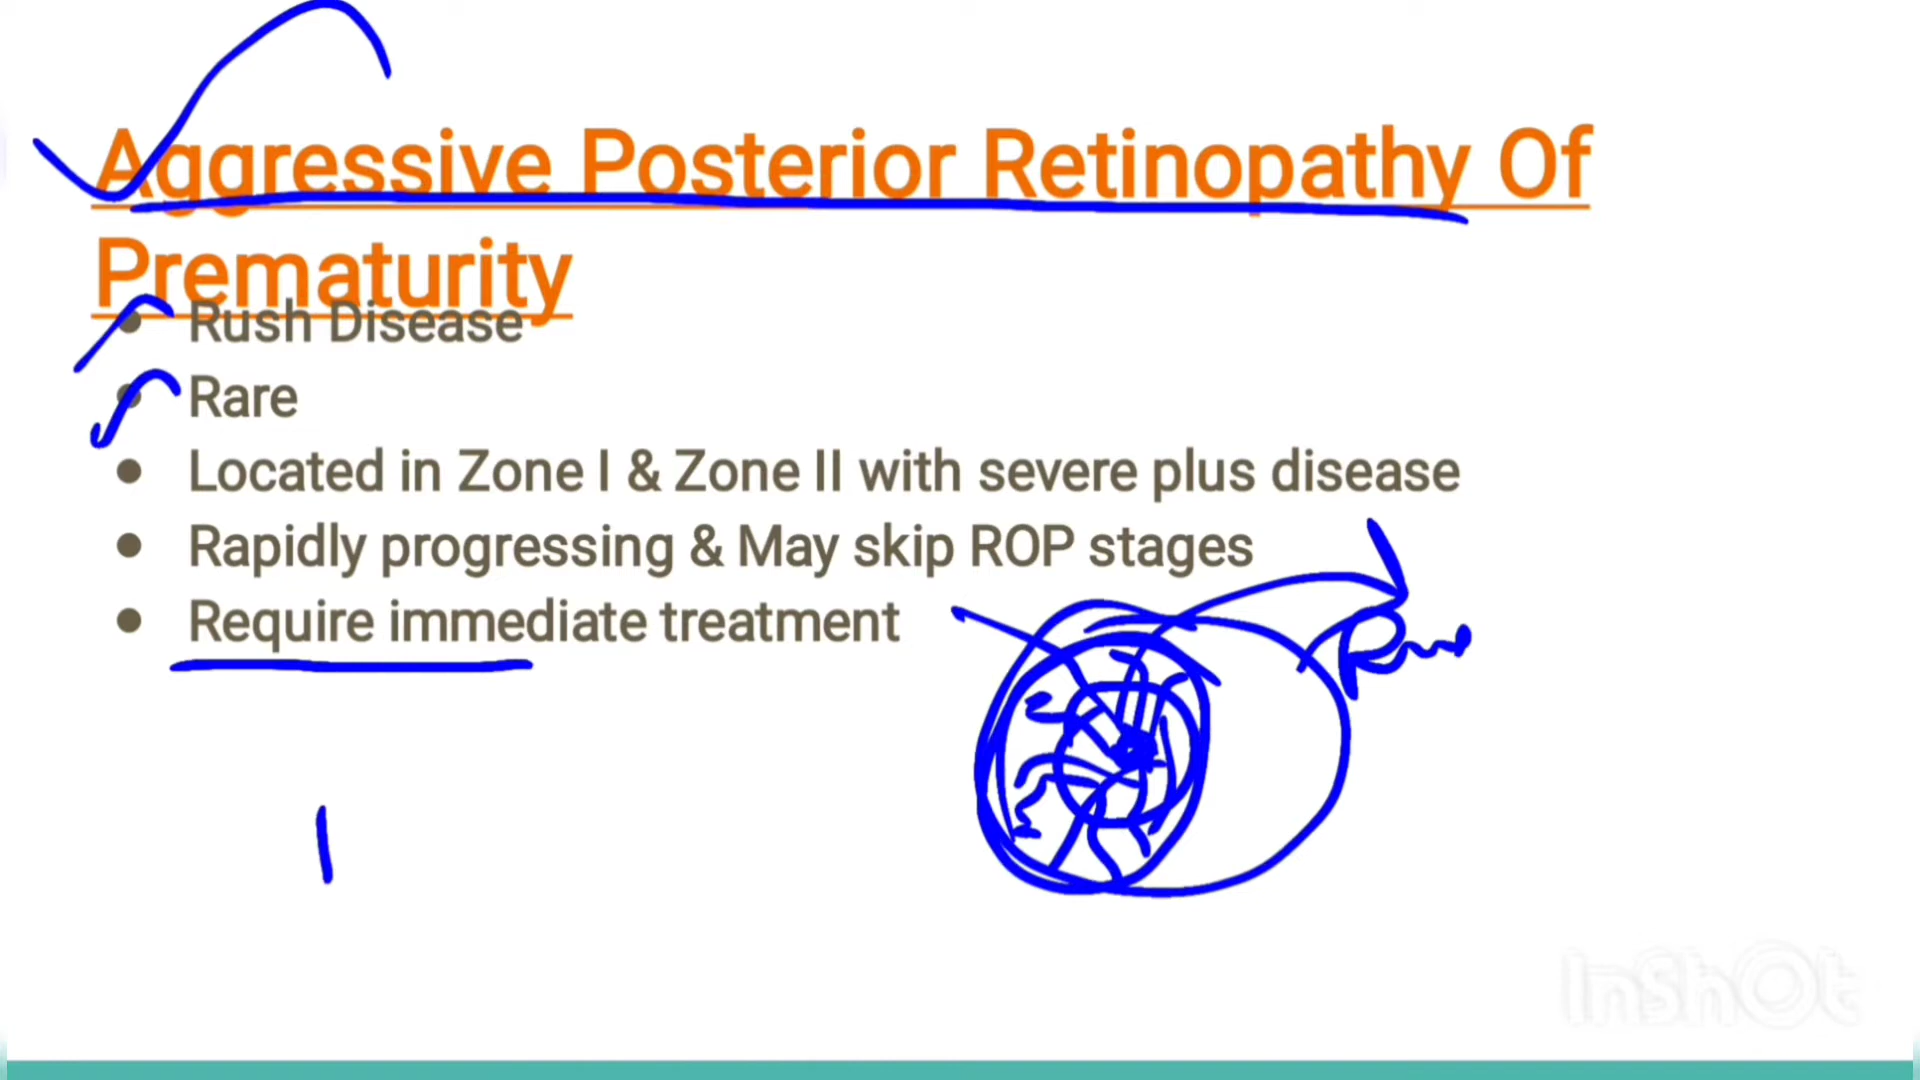 Aggressive Posterior Retinopathy Of
Prematurity
● Rush Disease
● Rare
● Located in Zone I & Zone II with severe plus disease
● Rapidly progressing & May skip ROP stages
● Require immediate treatment
InShOt